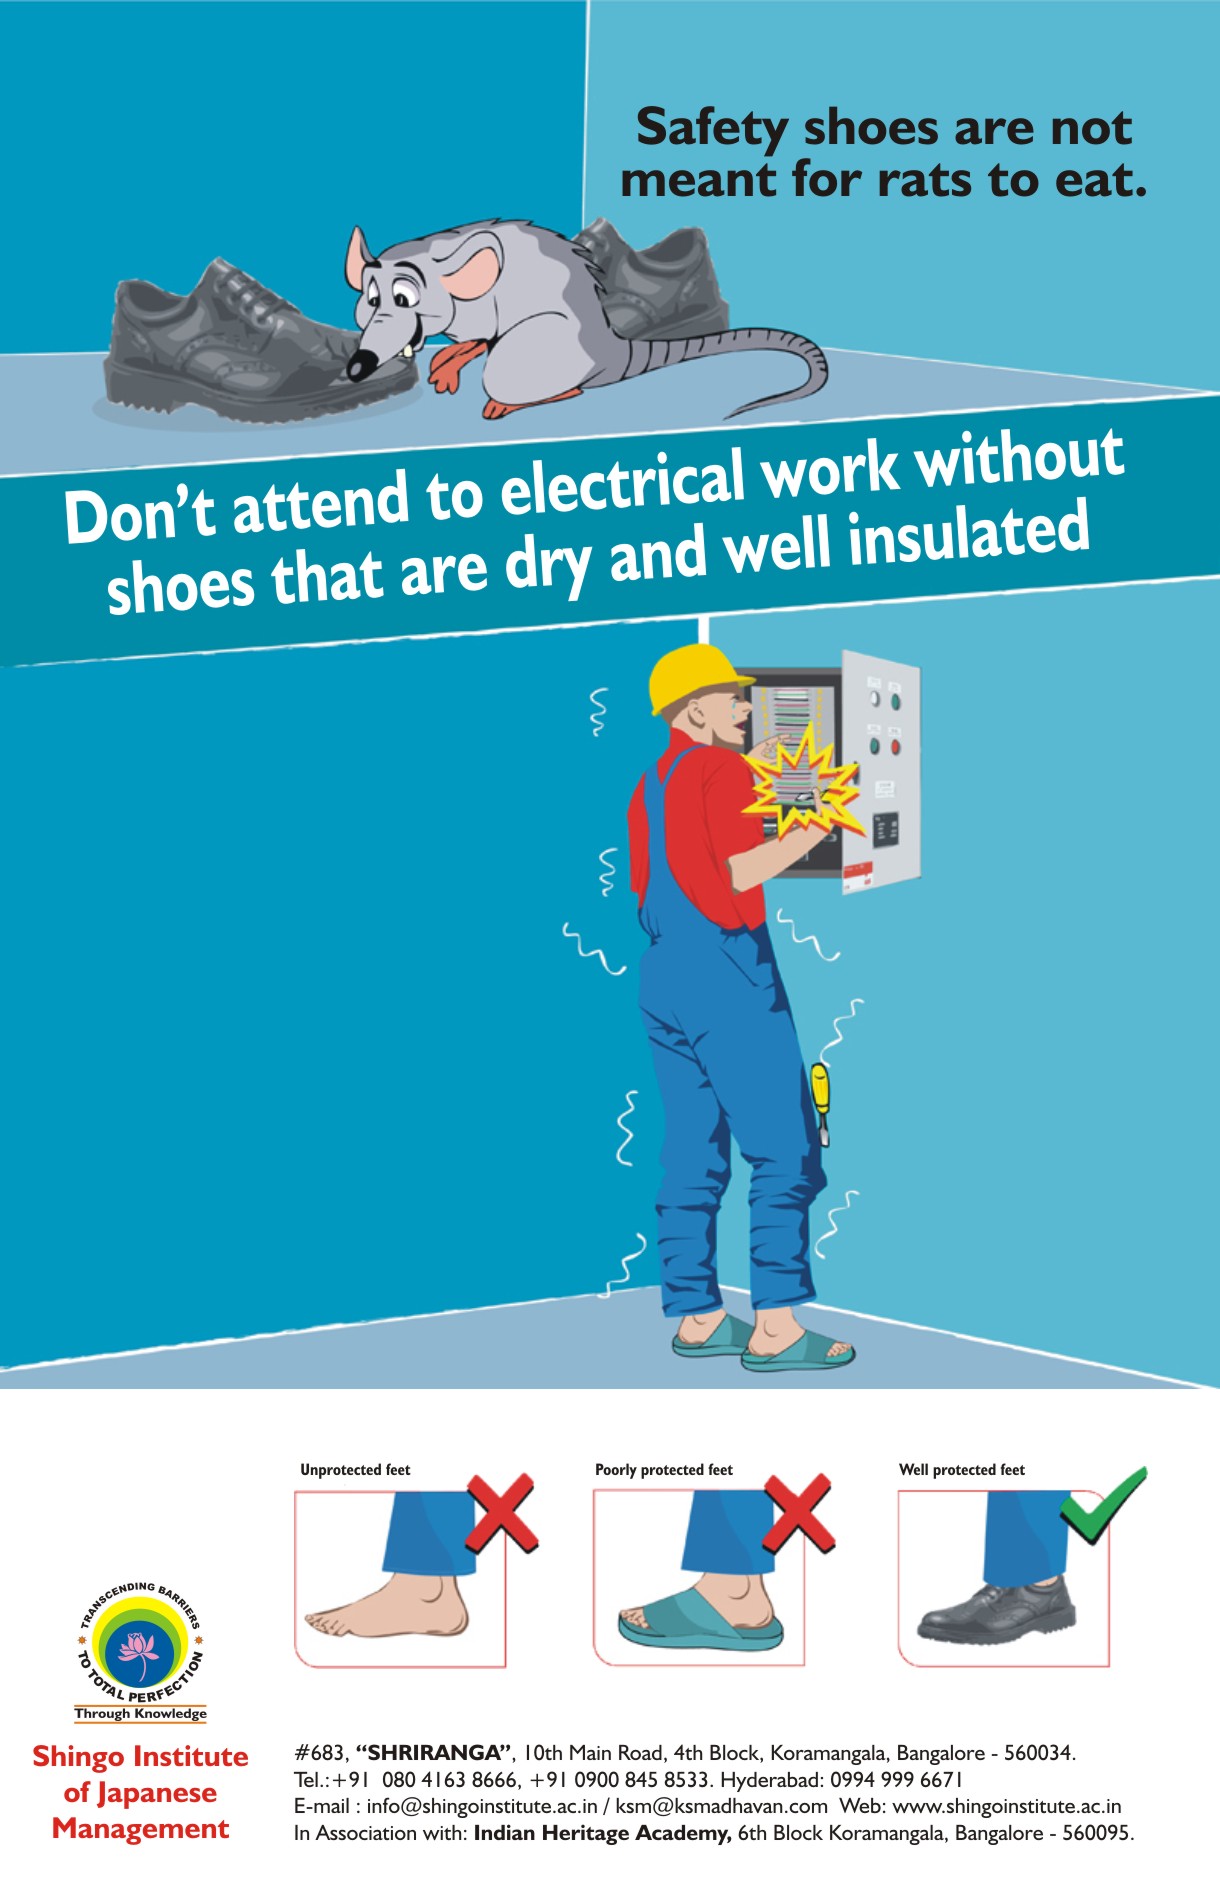 Safety shoes are not
meant for rats to eat.
Don't attend to electrical work without
shoes that are dry and well insulated
Unprotected feet
Poorly protected feet
Well protected feet
TRANSCENDING BARRIERS
TO TOTAL PERFECTION
Through Knowledge
Shingo Institute
of Japanese
Management
#683, “SHRIRANGA”, 10th Main Road, 4th Block, Koramangala, Bangalore - 560034.
Tel.:+91 080 4163 8666, +91 0900 845 8533. Hyderabad: 0994 999 6671
E-mail : info@shingoinstitute.ac.in / ksm@ksmadhavan.com Web: www.shingoinstitute.ac.in
In Association with: Indian Heritage Academy, 6th Block Koramangala, Bangalore - 560095.